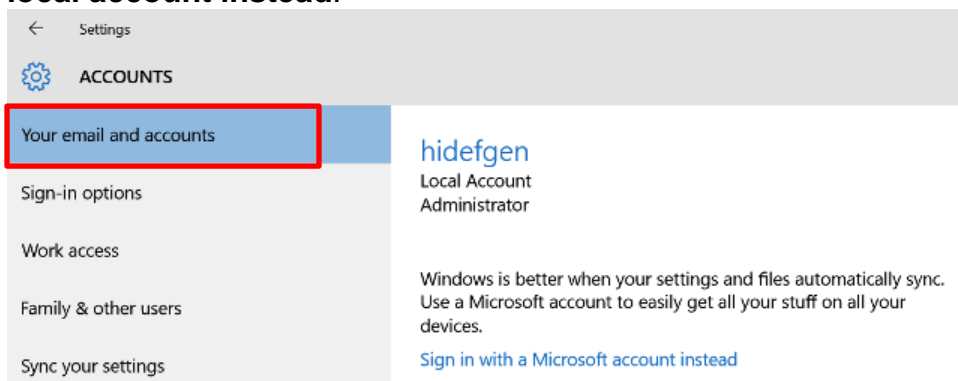 local account instead.
← Settings
ACCOUNTS
Your email and accounts
Sign-in options
Work access
Family & other users
Sync your settings
hidefgen
Local Account
Administrator
Windows is better when your settings and files automatically sync.
Use a Microsoft account to easily get all your stuff on all your
devices.
Sign in with a Microsoft account instead